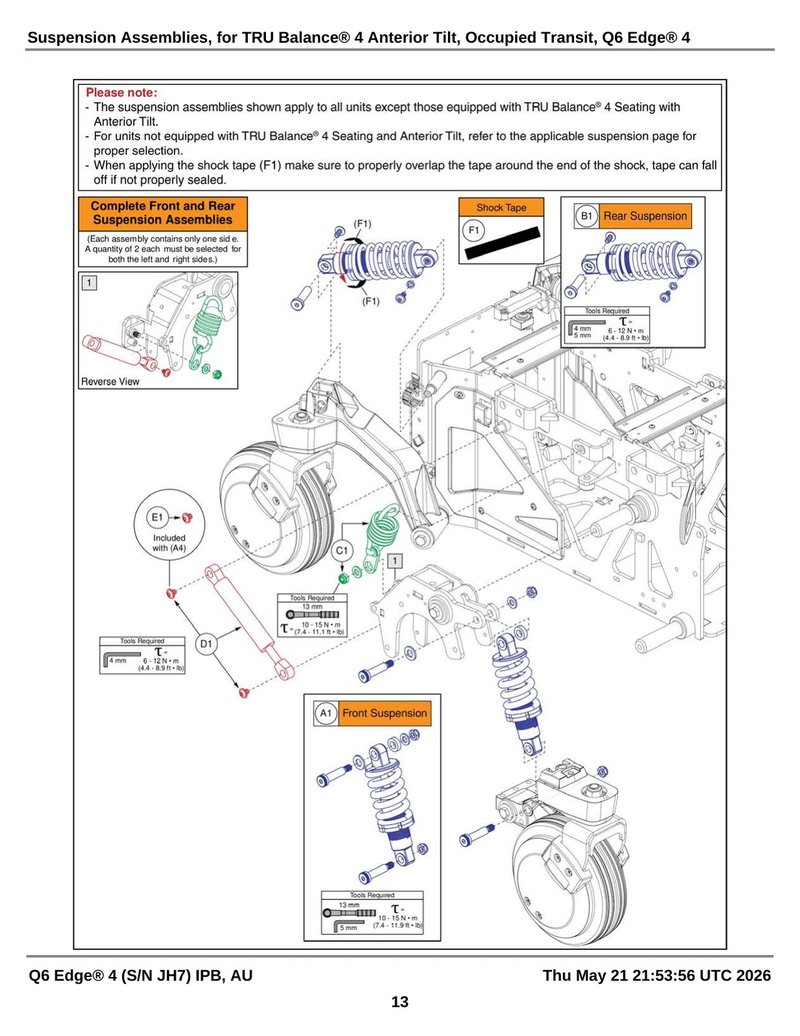 Suspension Assemblies, for TRU Balance® 4 Anterior Tilt, Occupied Transit, Q6 Edge® 4
Please note:
- The suspension assemblies shown apply to all units except those equipped with TRU Balance® 4 Seating with
Anterior Tilt.
- For units not equipped with TRU Balance® 4 Seating and Anterior Tilt, refer to the applicable suspension page for
proper selection.
- When applying the shock tape (F1) make sure to properly overlap the tape around the end of the shock, tape can fall
off if not properly sealed.
Complete Front and Rear
Suspension Assemblies
(Each assembly contains only one sid e.
A quantity of 2 each must be selected for
both the left and right sides.)
1
Reverse View
(F1)
(F1)
Shock Tape
F1
B1 Rear Suspension
Tools Required
4 mm
5 mm
τ =
6 - 12 N • m
(4.4 - 8.9 ft • lb)
E1
Included
with (A4)
C1
1
Tools Required
13 mm
τ = 10 - 15 N • m
(7.4 - 11.1 ft • lb)
D1
Tools Required
4 mm
τ =
6 - 12 N • m
(4.4 - 8.9 ft • lb)
A1 Front Suspension
Tools Required
13 mm
5 mm
τ =
10 - 15 N • m
(7.4 - 11.9 ft • lb)
Q6 Edge® 4 (S/N JH7) IPB, AU
Thu May 21 21:53:56 UTC 2026
13